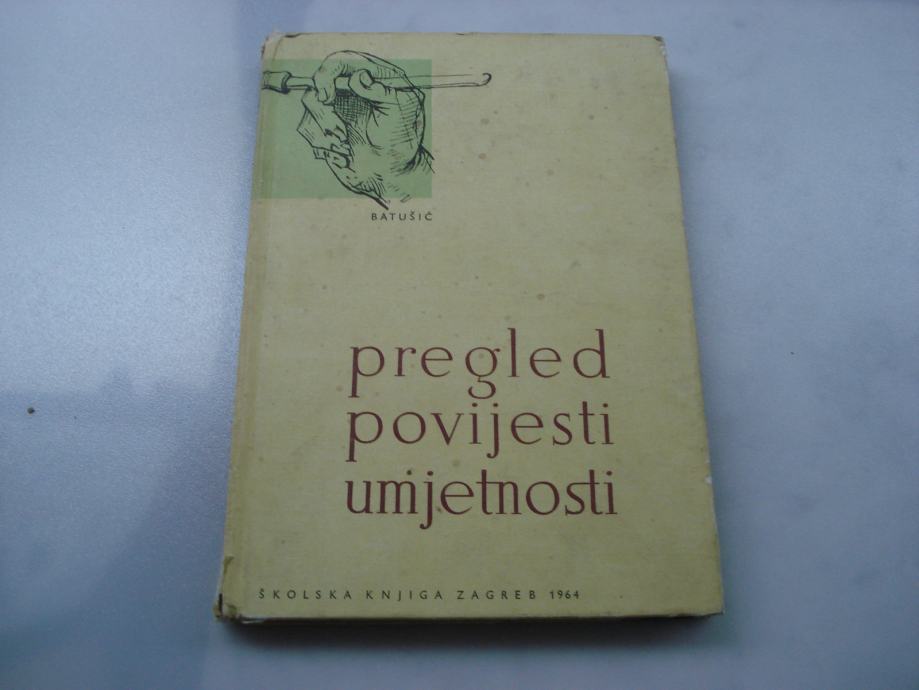 BATUŠIĆ
pregled
povijesti
umjetnosti
ŠKOLSKA KNJIGA ZAGREB 1964